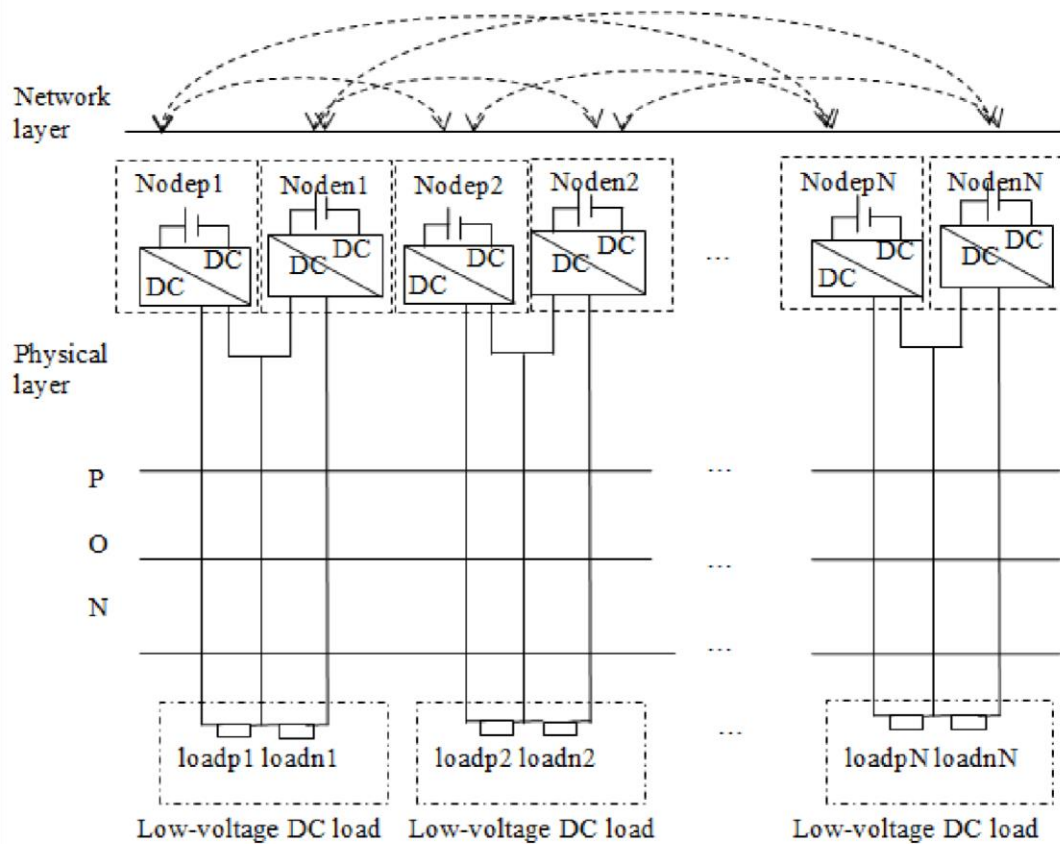 Network
layer
Nodep1 Noden1 Nodep2 Noden2 NodepN NodenN
DC DC DC DC DC DC
DC DC DC DC DC DC
...
Physical
layer
P ...
O ...
N ...
...
loadp1 loadn1 loadp2 loadn2 loadpN loadnN
Low-voltage DC load Low-voltage DC load Low-voltage DC load